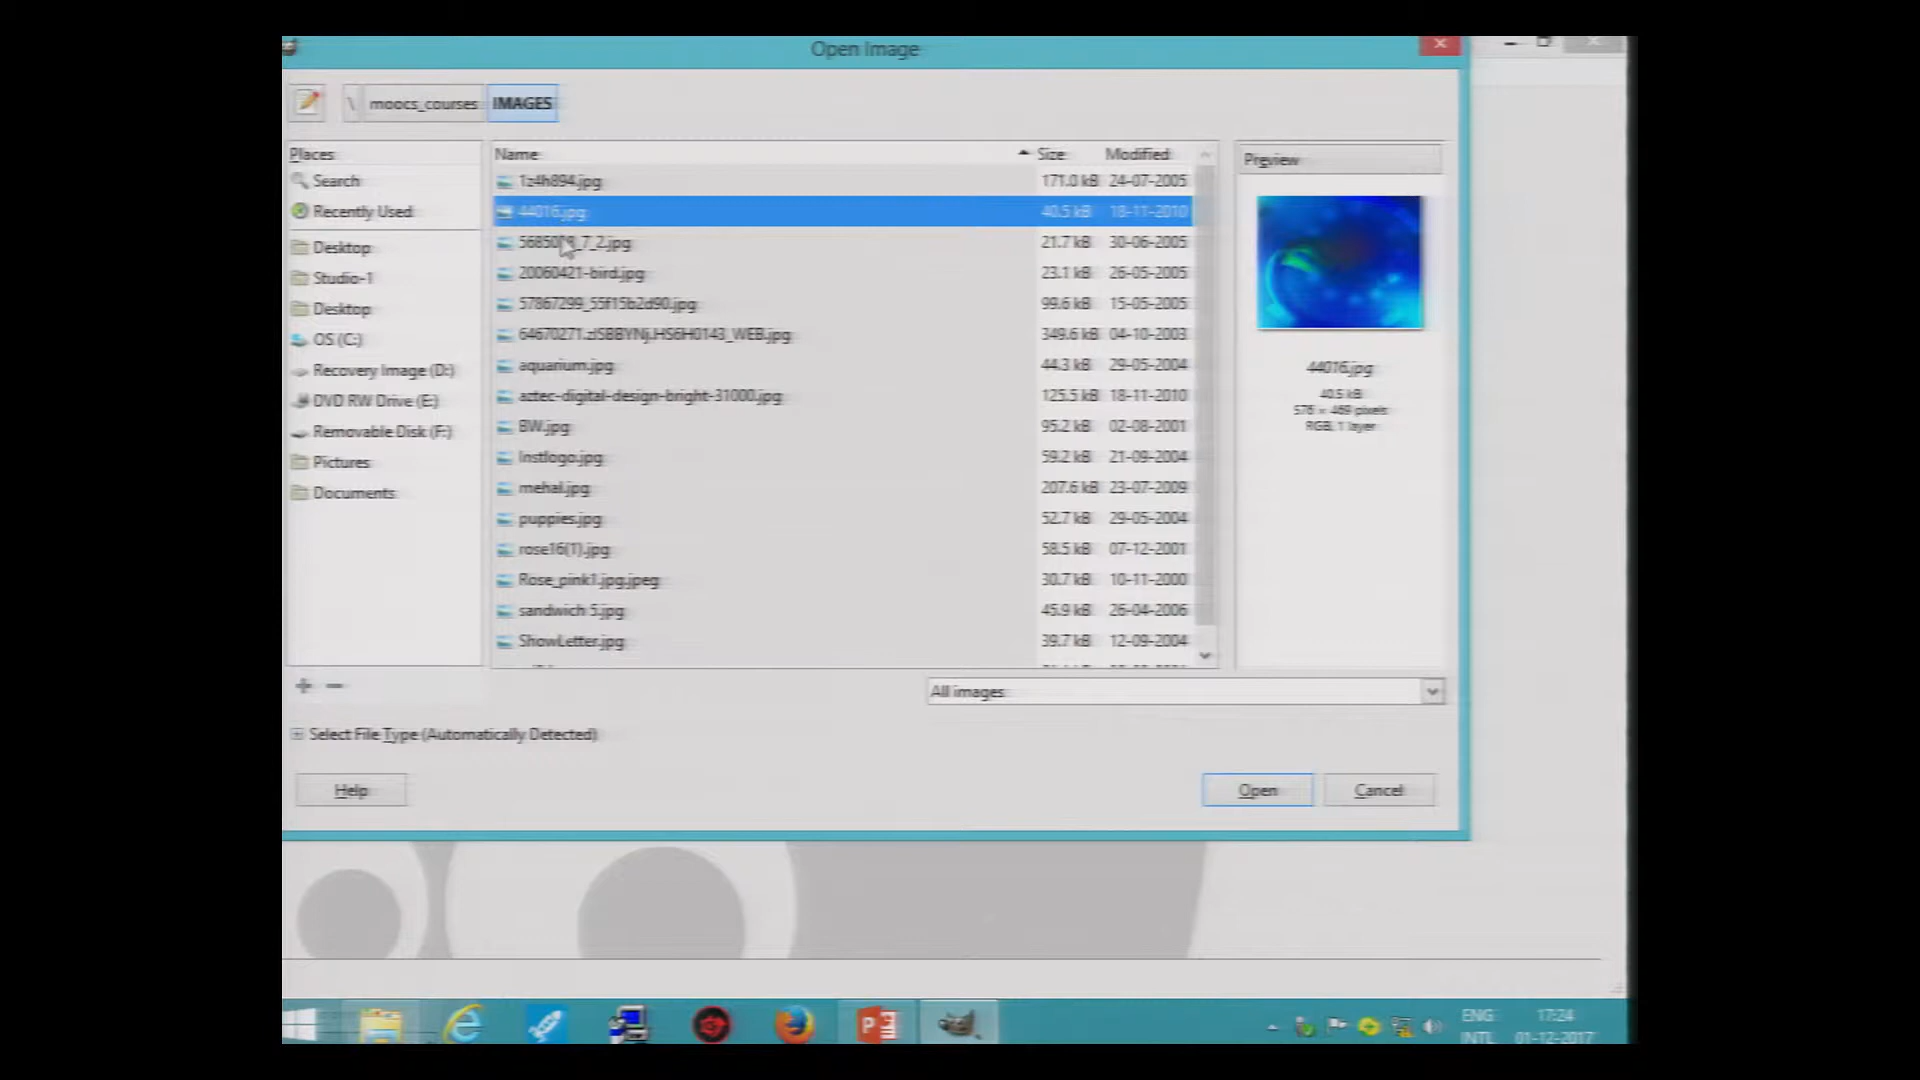 Open Image
\ moocs_courses IMAGES
Places
Search
Recently Used
Desktop
Studio-1
Desktop
OS (C:)
Recovery Image (D:)
DVD RW Drive (E:)
Removable Disk (F:)
Pictures
Documents
Name Size Modified
1z4h894.jpg 171.0 kB 24-07-2005
44016.jpg 40.5 kB 18-11-2010
21.7 kB 30-06-2005
20060421-bird.jpg 23.1 kB 26-05-2005
57867299_55f15b2d90.jpg 99.6 kB 15-05-2005
349.6 kB 04-10-2003
aquarium.jpg 44.3 kB 29-05-2004
aztec-digital-design-bright-31000.jpg 125.5 kB 18-11-2010
BW.jpg 95.2 kB 02-08-2001
Instlogo.jpg 59.2 kB 21-09-2004
mehal.jpg 207.6 kB 23-07-2009
puppies.jpg 52.7 kB 29-05-2004
rose16(1).jpg 58.5 kB 07-12-2001
Rose_pink1.jpg.jpeg 30.7 kB 10-11-2000
sandwich 5.jpg 45.9 kB 26-04-2006
ShowLetter.jpg 39.7 kB 12-09-2004
Preview
44016.jpg
40.5 kB
576 × 469 pixels
RGB, 1 layer
All images
Select File Type (Automatically Detected)
Help Open Cancel
ENG 17:24
INTL 01-12-2017